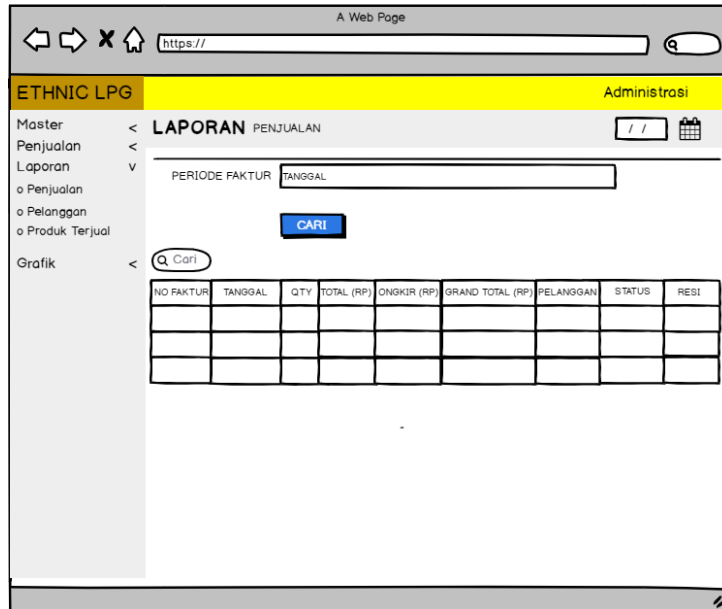 A Web Page
https://
ETHNIC LPG
Administrasi
Master <
Penjualan <
Laporan v
o Penjualan
o Pelanggan
o Produk Terjual
Grafik <
LAPORAN PENJUALAN
/ /
PERIODE FAKTUR TANGGAL
CARI
Cari
NO FAKTUR TANGGAL QTY TOTAL (RP) ONGKIR (RP) GRAND TOTAL (RP) PELANGGAN STATUS RESI
-